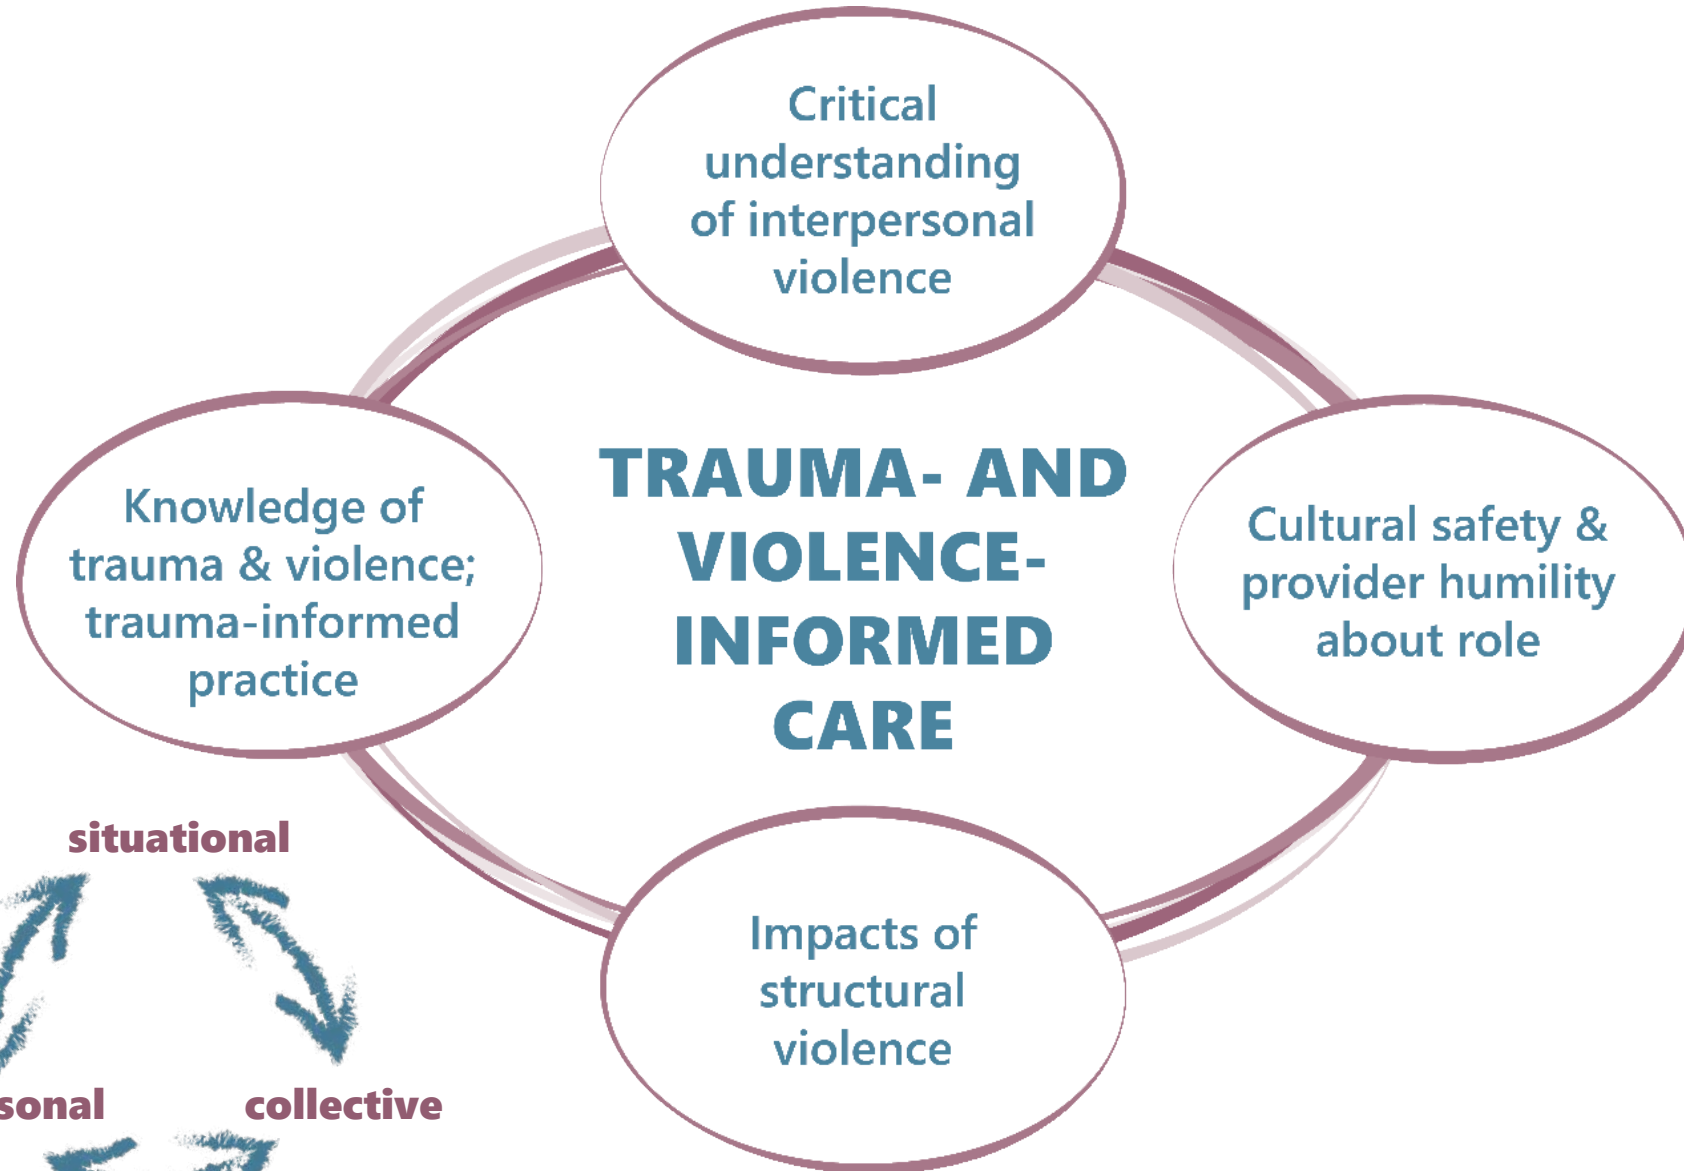 Critical
understanding
of interpersonal
violence
Knowledge of
trauma & violence;
trauma-informed
practice
TRAUMA- AND
VIOLENCE-
INFORMED
CARE
Cultural safety &
provider humility
about role
situational
Impacts of
structural
violence
sonal
collective